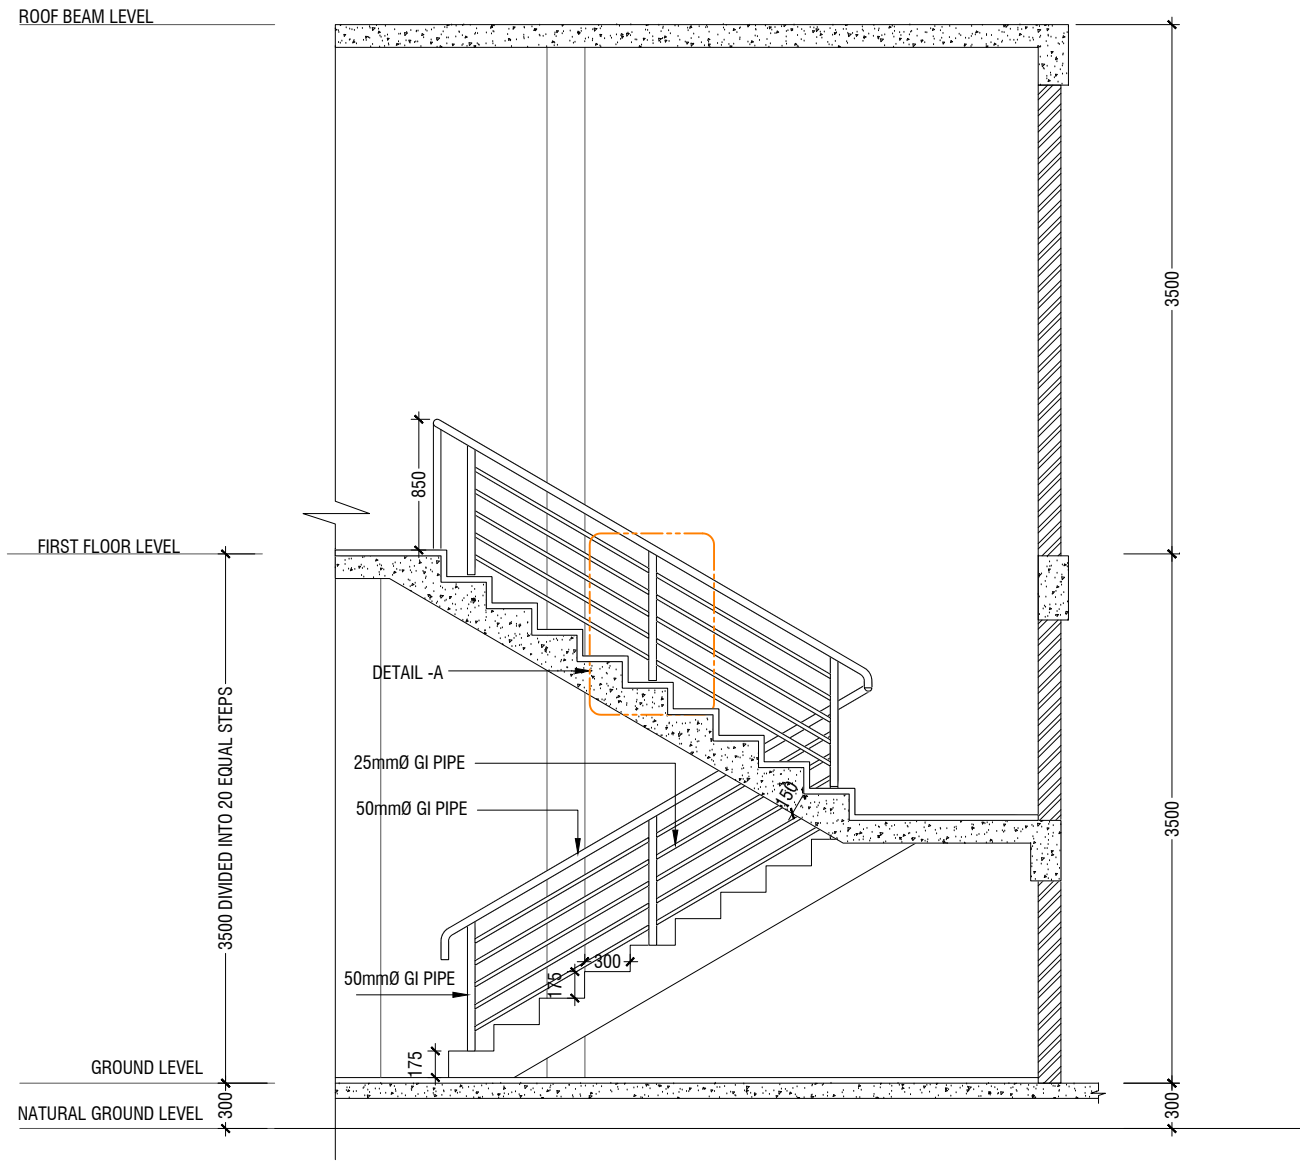 ROOF BEAM LEVEL
3500
850
FIRST FLOOR LEVEL
DETAIL -A
3500 DIVIDED INTO 20 EQUAL STEPS
25mmØ GI PIPE
150
50mmØ GI PIPE
3500
300
50mmØ GI PIPE
175
175
GROUND LEVEL
NATURAL GROUND LEVEL
300
300